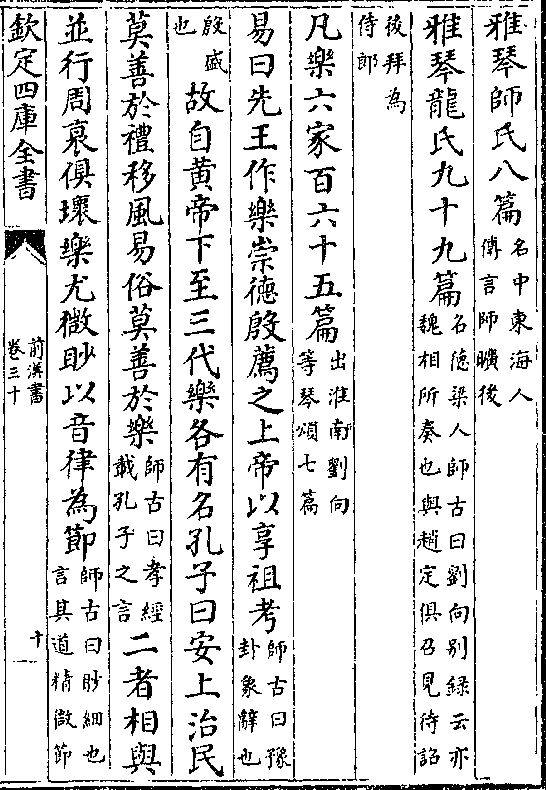 雅琴師氏八篇名中東海人傳言師曠後
雅琴龍氏九十九篇名德梁人師古曰劉向别錄云亦魏相所奏也與趙定俱召見待詔
後拜為侍郎
凡樂六家百六十五篇出淮南劉向等琴頌七篇
易曰先王作樂崇德殷薦之上帝以享祖考師古曰豫卦象辭也
殷盛也故自黄帝下至三代樂各有名孔子曰安上治民
莫善於禮移風易俗莫善於樂師古曰孝經載孔子之言二者相與
並行周衰俱壞樂尤微眇以音律為節師古曰眇細也言其道精微節
欽定四庫全書
前漢書
卷三十
十